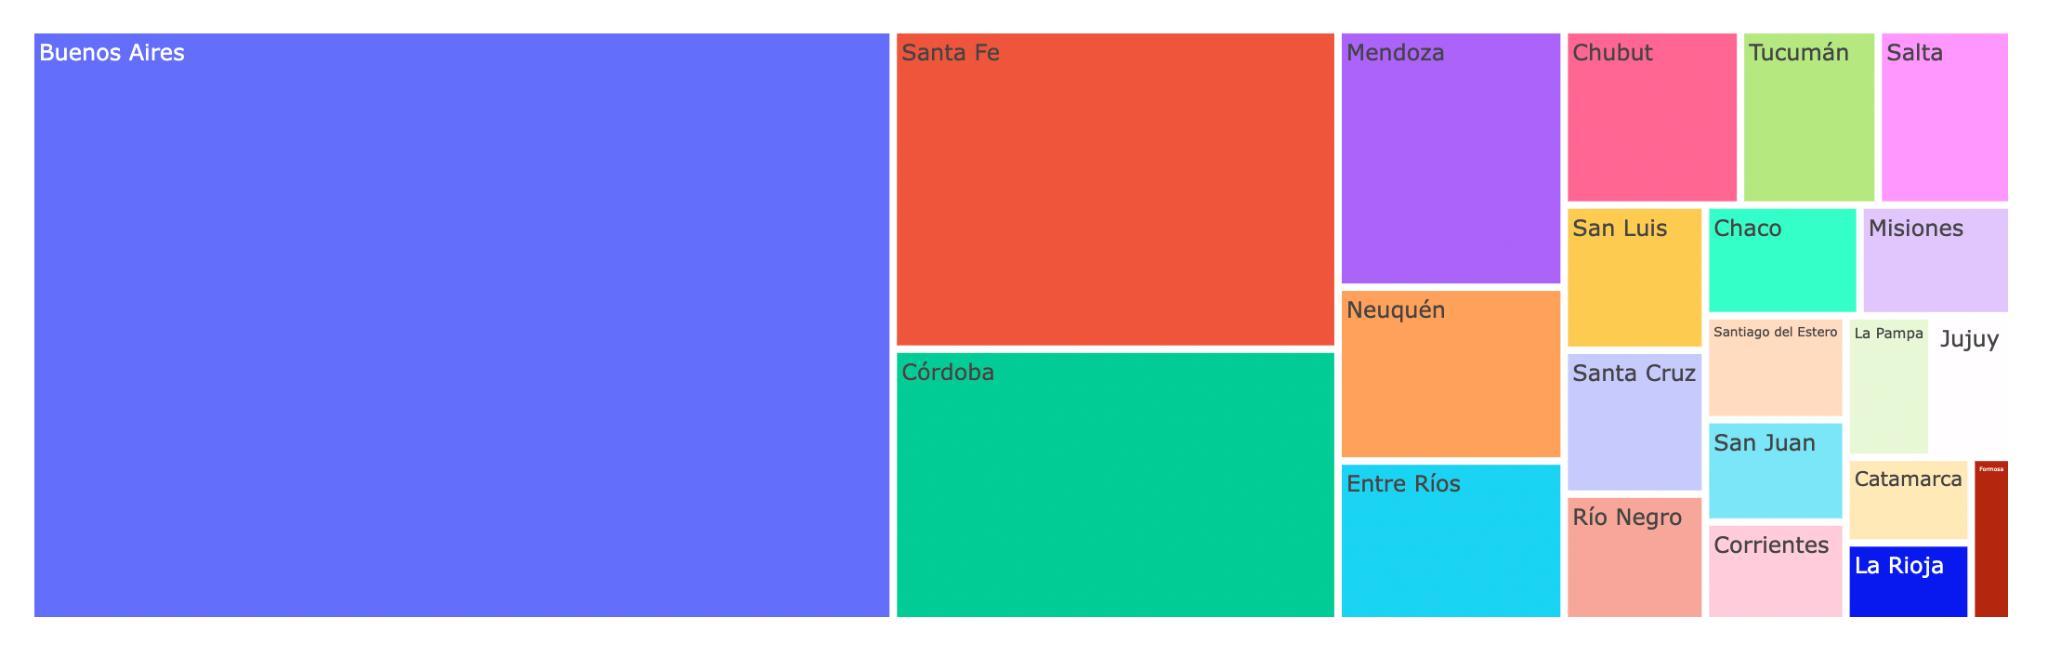 Buenos Aires
Santa Fe
Córdoba
Mendoza
Neuquén
Entre Ríos
Chubut
Tucumán
Salta
San Luis
Santa Cruz
Río Negro
Chaco
Misiones
Santiago del Estero
San Juan
Corrientes
La Pampa
Jujuy
Catamarca
La Rioja
Formosa